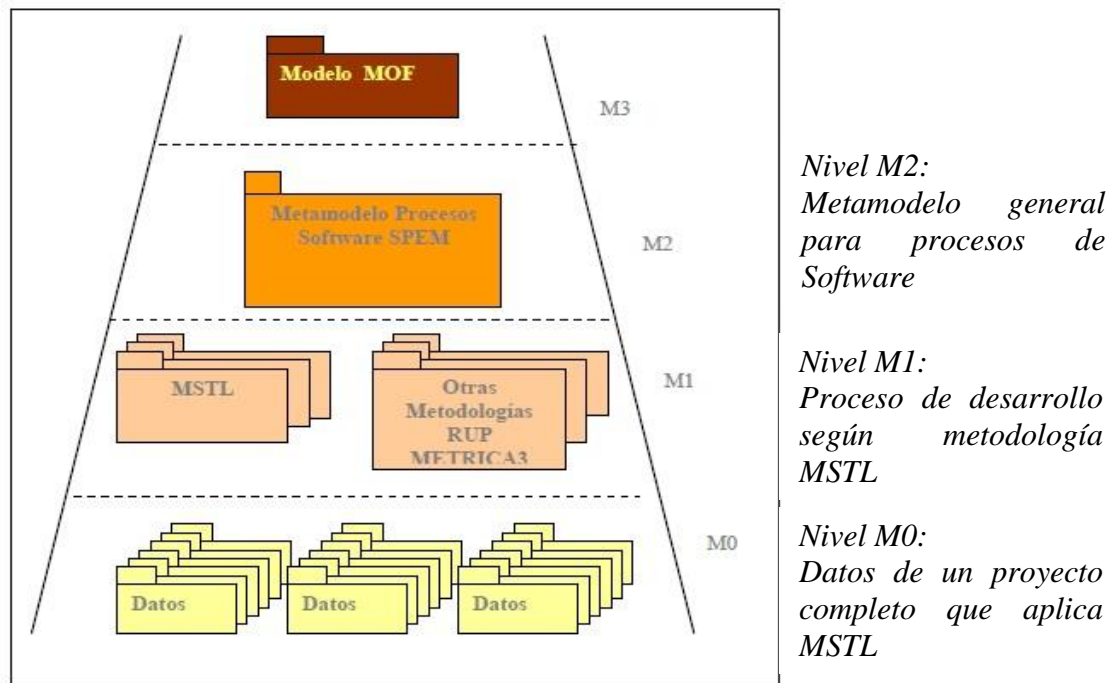 Modelo MOF
M3
Metamodelo Procesos
Software SPEM
M2
MSTL
Otras
Metodologías
RUP
METRICA3
M1
Datos
Datos
Datos
M0
Nivel M2:
Metamodelo general
para procesos de
Software
Nivel M1:
Proceso de desarrollo
según metodología
MSTL
Nivel M0:
Datos de un proyecto
completo que aplica
MSTL